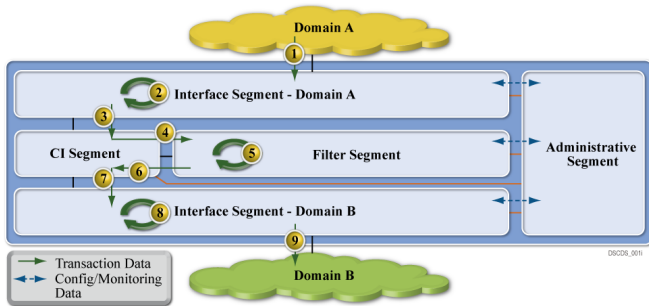 Domain A
1
2
Interface Segment - Domain A
3
4
CI Segment
5
Filter Segment
Administrative
Segment
6
7
8
Interface Segment - Domain B
9
DSCDS_001i
Domain B
Transaction Data
Config/Monitoring
Data